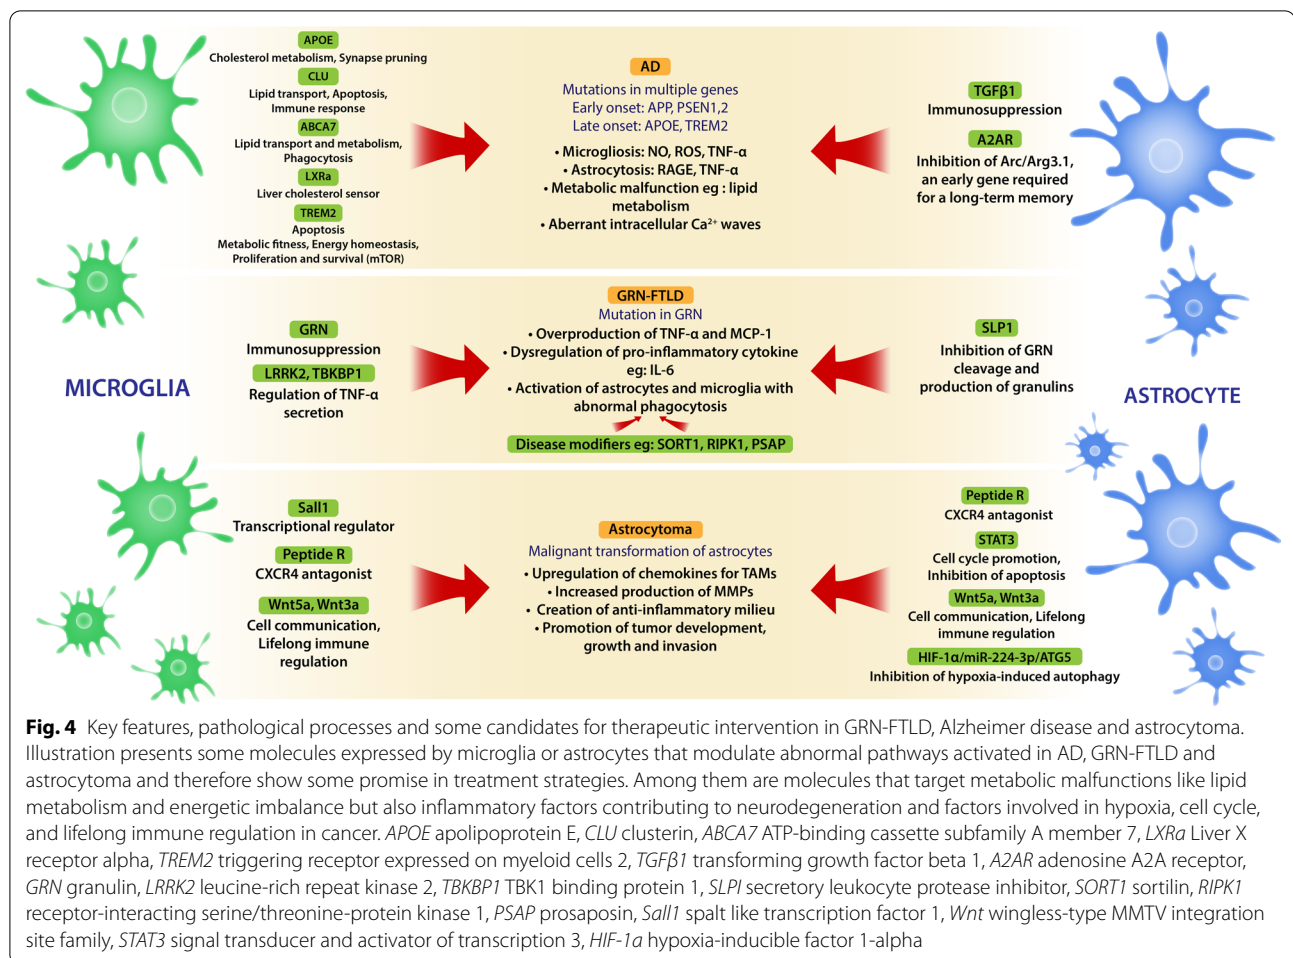 APOE
Cholesterol metabolism, Synapse pruning
CLU
Lipid transport, Apoptosis,
Immune response
ABCA7
Lipid transport and metabolism,
Phagocytosis
LXRa
Liver cholesterol sensor
TREM2
Apoptosis
Metabolic fitness, Energy homeostasis,
Proliferation and survival (mTOR)
AD
Mutations in multiple genes
Early onset: APP, PSEN1,2
Late onset: APOE, TREM2
• Microgliosis: NO, ROS, TNF-α
• Astrocytosis: RAGE, TNF-α
• Metabolic malfunction eg : lipid
metabolism
• Aberrant intracellular Ca²⁺ waves
TGFβ1
Immunosuppression
A2AR
Inhibition of Arc/Arg3.1,
an early gene required
for a long-term memory
MICROGLIA
GRN
Immunosuppression
LRRK2, TBKBP1
Regulation of TNF-α
secretion
GRN-FTLD
Mutation in GRN
• Overproduction of TNF-α and MCP-1
• Dysregulation of pro-inflammatory cytokine
eg: IL-6
• Activation of astrocytes and microglia with
abnormal phagocytosis
Disease modifiers eg: SORT1, RIPK1, PSAP
SLP1
Inhibition of GRN
cleavage and
production of granulins
ASTROCYTE
Sall1
Transcriptional regulator
Peptide R
CXCR4 antagonist
Wnt5a, Wnt3a
Cell communication,
Lifelong immune
regulation
Astrocytoma
Malignant transformation of astrocytes
• Upregulation of chemokines for TAMs
• Increased production of MMPs
• Creation of anti-inflammatory milieu
• Promotion of tumor development,
growth and invasion
Peptide R
CXCR4 antagonist
STAT3
Cell cycle promotion,
Inhibition of apoptosis
Wnt5a, Wnt3a
Cell communication, Lifelong
immune regulation
HIF-1α/miR-224-3p/ATG5
Inhibition of hypoxia-induced autophagy
Fig. 4 Key features, pathological processes and some candidates for therapeutic intervention in GRN-FTLD, Alzheimer disease and astrocytoma.
Illustration presents some molecules expressed by microglia or astrocytes that modulate abnormal pathways activated in AD, GRN-FTLD and
astrocytoma and therefore show some promise in treatment strategies. Among them are molecules that target metabolic malfunctions like lipid
metabolism and energetic imbalance but also inflammatory factors contributing to neurodegeneration and factors involved in hypoxia, cell cycle,
and lifelong immune regulation in cancer. APOE apolipoprotein E, CLU clusterin, ABCA7 ATP-binding cassette subfamily A member 7, LXRa Liver X
receptor alpha, TREM2 triggering receptor expressed on myeloid cells 2, TGFβ1 transforming growth factor beta 1, A2AR adenosine A2A receptor,
GRN granulin, LRRK2 leucine-rich repeat kinase 2, TBKBP1 TBK1 binding protein 1, SLPI secretory leukocyte protease inhibitor, SORT1 sortilin, RIPK1
receptor-interacting serine/threonine-protein kinase 1, PSAP prosaposin, Sall1 spalt like transcription factor 1, Wnt wingless-type MMTV integration
site family, STAT3 signal transducer and activator of transcription 3, HIF-1a hypoxia-inducible factor 1-alpha